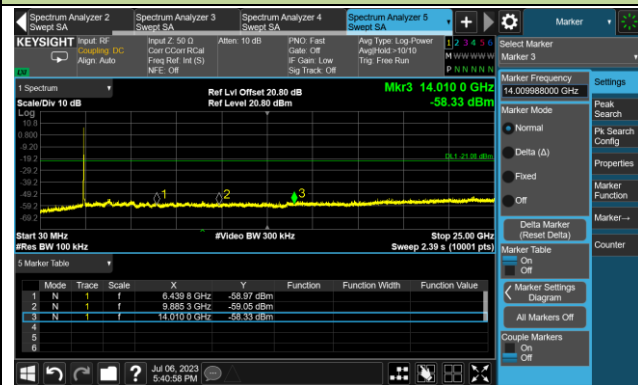 Spectrum Analyzer 2
Swept SA
Spectrum Analyzer 3
Swept SA
Spectrum Analyzer 4
Swept SA
Spectrum Analyzer 5
Swept SA
Marker
KEYSIGHT
Input: RF
Coupling: DC
Align: Auto
Input Z: 50 Ω
Corr CCorr RCal
Freq Ref: Int (S)
NFE: Off
Atten: 10 dB
PNO: Fast
Gate: Off
IF Gain: Low
Sig Track: Off
Avg Type: Log-Power
Avg|Hold:>10/10
Trig: Free Run
1 2 3 4 5 6
M W W W W W
P N N N N N
LXI
Select Marker
Marker 3
1 Spectrum
Scale/Div 10 dB
Ref Lvl Offset 20.80 dB
Ref Level 20.80 dBm
Mkr3 14.010 0 GHz
-58.33 dBm
Log
10.8
0.800
-9.20
-19.2
-29.2
-39.2
-49.2
-59.2
-69.2
DL1 -21.28 dBm
1
2
3
Start 30 MHz
#Res BW 100 kHz
#Video BW 300 kHz
Stop 25.00 GHz
Sweep 2.39 s (10001 pts)
5 Marker Table
Mode Trace Scale X Y Function Function Width Function Value
1 N 1 f 6.439 8 GHz -58.97 dBm
2 N 1 f 9.885 3 GHz -59.05 dBm
3 N 1 f 14.010 0 GHz -58.33 dBm
4
5
6
Marker Frequency
14.009988000 GHz
Marker Mode
Normal
Delta (Δ)
Fixed
Off
Delta Marker
(Reset Delta)
Marker Table
On
Off
Marker Settings
Diagram
All Markers Off
Couple Markers
On
Off
Settings
Peak
Search
Pk Search
Config
Properties
Marker
Function
Marker→
Counter
?
Jul 06, 2023
5:40:58 PM